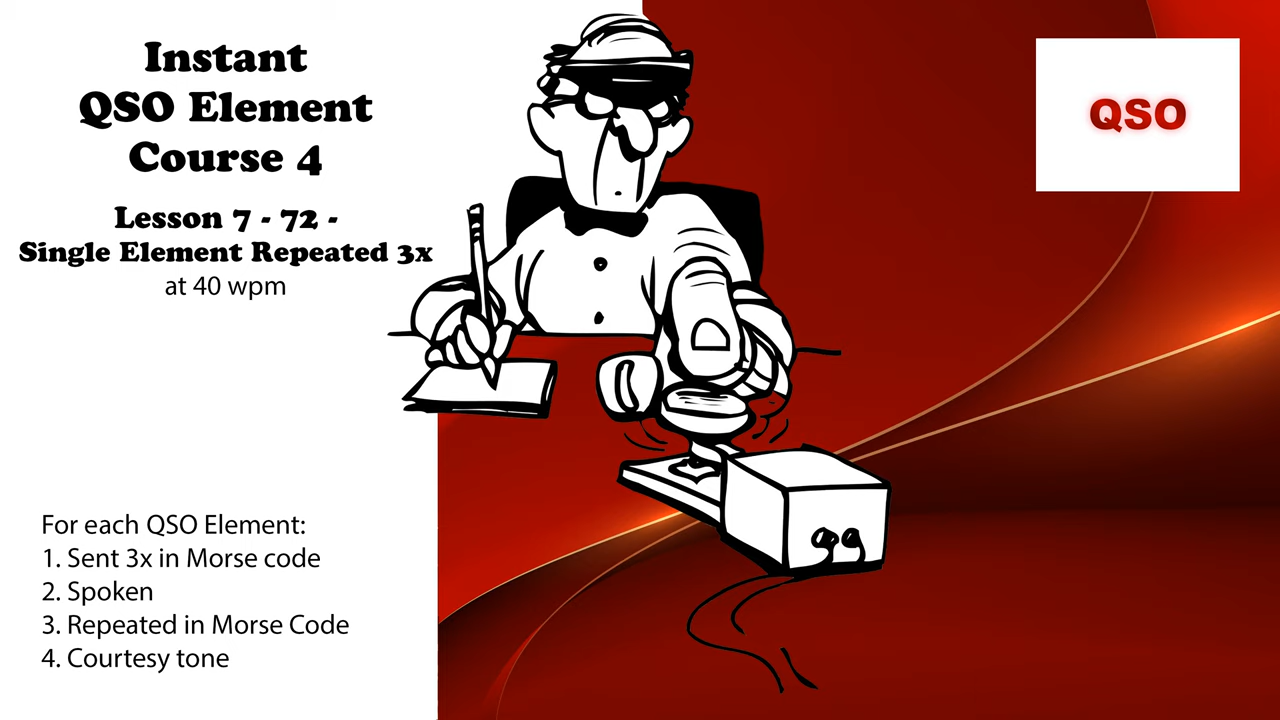 Instant
QSO Element
Course 4
Lesson 7 - 72 -
Single Element Repeated 3x
at 40 wpm
QSO
For each QSO Element:
1. Sent 3x in Morse code
2. Spoken
3. Repeated in Morse Code
4. Courtesy tone